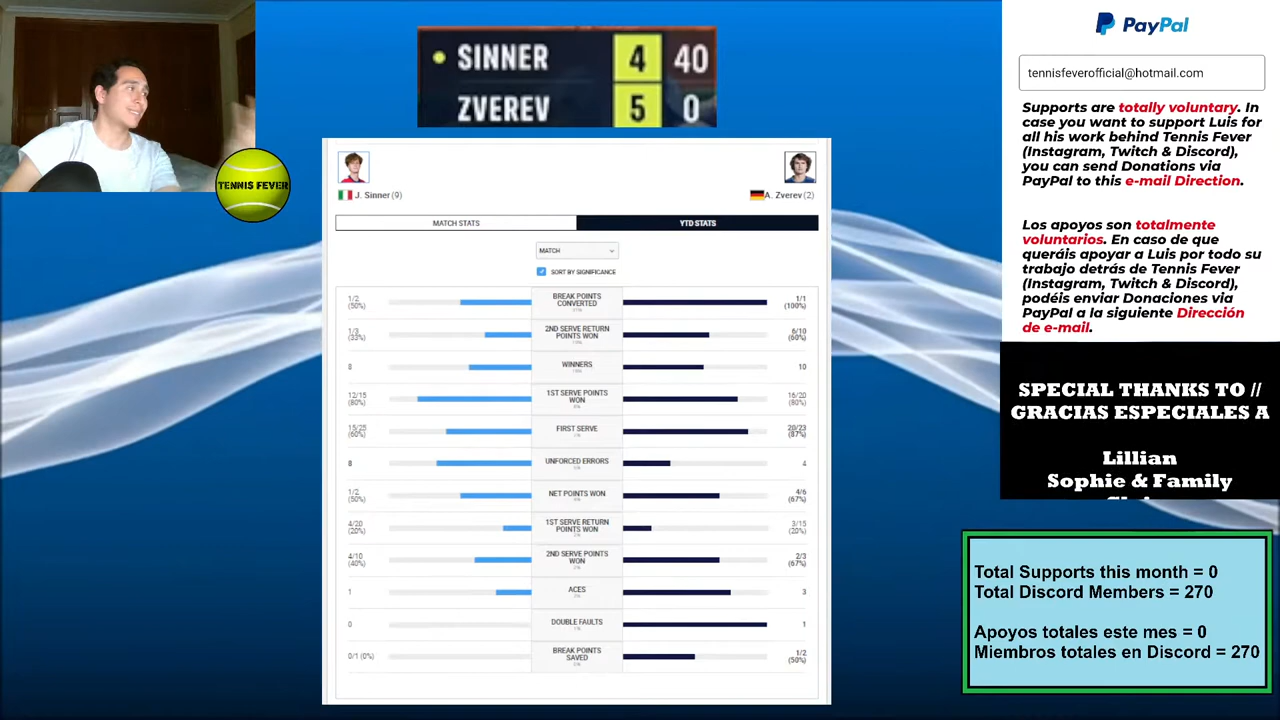 SINNER 4 40
ZVEREV 5 0
TENNIS FEVER
J. Sinner (9)
A. Zverev (2)
MATCH STATS
YTD STATS
MATCH
SORT BY SIGNIFICANCE
1/2
(50%)
BREAK POINTS
CONVERTED
1/1
(100%)
1/3
(33%)
2ND SERVE RETURN
POINTS WON
6/10
(60%)
8
WINNERS
10
12/15
(80%)
1ST SERVE POINTS
WON
16/20
(80%)
15/25
(60%)
FIRST SERVE
20/23
(87%)
8
UNFORCED ERRORS
4
1/2
(50%)
NET POINTS WON
4/6
(67%)
4/20
(20%)
1ST SERVE RETURN
POINTS WON
3/15
(20%)
4/10
(40%)
2ND SERVE POINTS
WON
2/3
(67%)
1
ACES
3
0
DOUBLE FAULTS
1
0/1 (0%)
BREAK POINTS
SAVED
1/2
(50%)
PayPal
tennisfeverofficial@hotmail.com
Supports are totally voluntary. In
case you want to support Luis for
all his work behind Tennis Fever
(Instagram, Twitch & Discord),
you can send Donations via
PayPal to this e-mail Direction.
Los apoyos son totalmente
voluntarios. En caso de que
queráis apoyar a Luis por todo su
trabajo detrás de Tennis Fever
(Instagram, Twitch & Discord),
podéis enviar Donaciones via
PayPal a la siguiente Dirección
de e-mail.
SPECIAL THANKS TO //
GRACIAS ESPECIALES A
Lillian
Sophie & Family
Total Supports this month = 0
Total Discord Members = 270
Apoyos totales este mes = 0
Miembros totales en Discord = 270